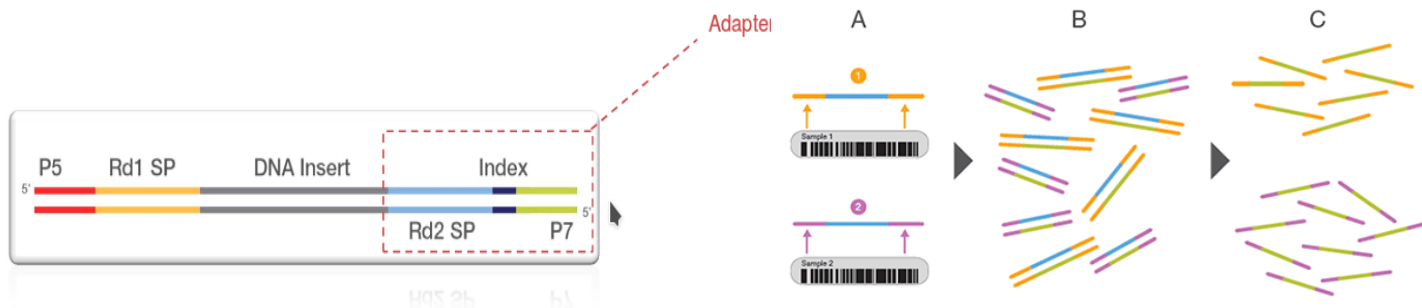 Adapter
A
B
C
1
Sample 1
P5
Rd1 SP
DNA Insert
Index
5'
5'
Rd2 SP
P7
2
Sample 2